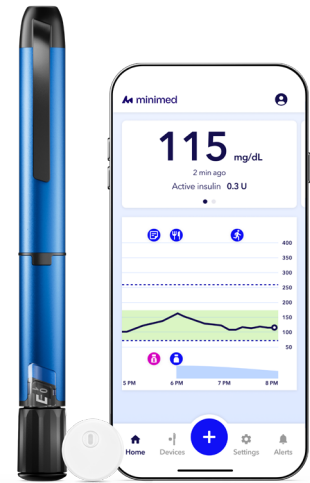 minimed
115 mg/dL
2 min ago
Active insulin 0.3 U
400
350
300
250
200
150
100
50
5 PM 6 PM 7 PM 8 PM
Home Devices + Settings Alerts